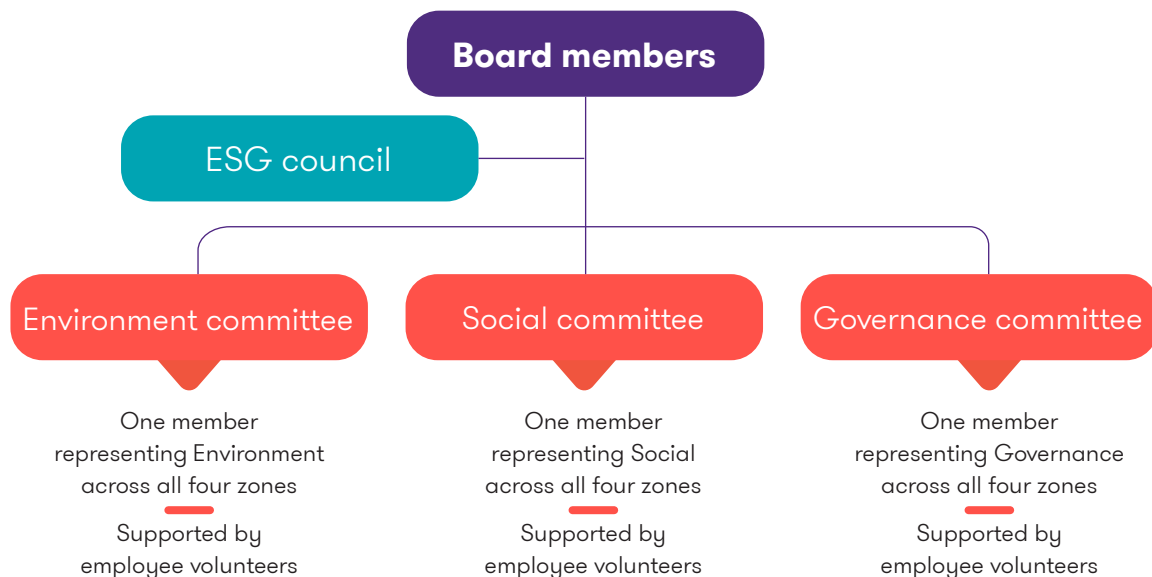 Board members
ESG council
Environment committee
One member
representing Environment
across all four zones
Supported by
employee volunteers
Social committee
One member
representing Social
across all four zones
Supported by
employee volunteers
Governance committee
One member
representing Governance
across all four zones
Supported by
employee volunteers